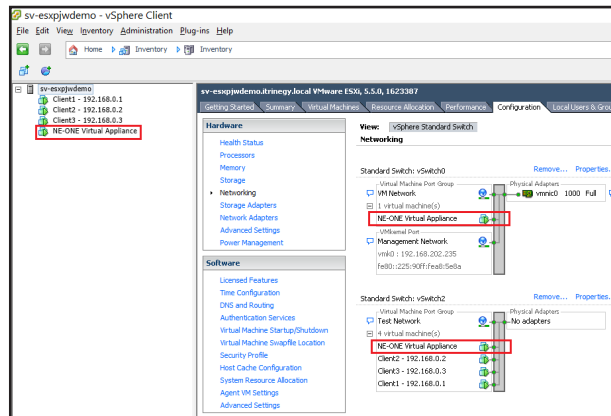 sv-esxpjwdemo - vSphere Client
File Edit View Inventory Administration Plug-ins Help
Home Inventory Inventory
sv-esxpjwdemo
Client1 - 192.168.0.1
Client2 - 192.168.0.2
Client3 - 192.168.0.3
NE-ONE Virtual Appliance
sv-esxpjwdemo.itrinegy.local VMware ESXi, 5.5.0, 1623387
Getting Started Summary Virtual Machines Resource Allocation Performance Configuration Local Users & Grou
Hardware
Health Status
Processors
Memory
Storage
Networking
Storage Adapters
Network Adapters
Advanced Settings
Power Management
Software
Licensed Features
Time Configuration
DNS and Routing
Authentication Services
Virtual Machine Startup/Shutdown
Virtual Machine Swapfile Location
Security Profile
Host Cache Configuration
System Resource Allocation
Agent VM Settings
Advanced Settings
View: vSphere Standard Switch
Networking
Standard Switch: vSwitch0 Remove... Properties.
Virtual Machine Port Group Physical Adapters
VM Network vmnic0 1000 Full
1 virtual machine(s)
NE-ONE Virtual Appliance
VMkernel Port
Management Network
vmk0 : 192.168.202.235
fe80::225:90ff:fea8:5e8a
Standard Switch: vSwitch2 Remove... Properties.
Virtual Machine Port Group Physical Adapters
Test Network No adapters
4 virtual machine(s)
NE-ONE Virtual Appliance
Client2 - 192.168.0.2
Client3 - 192.168.0.3
Client1 - 192.168.0.1